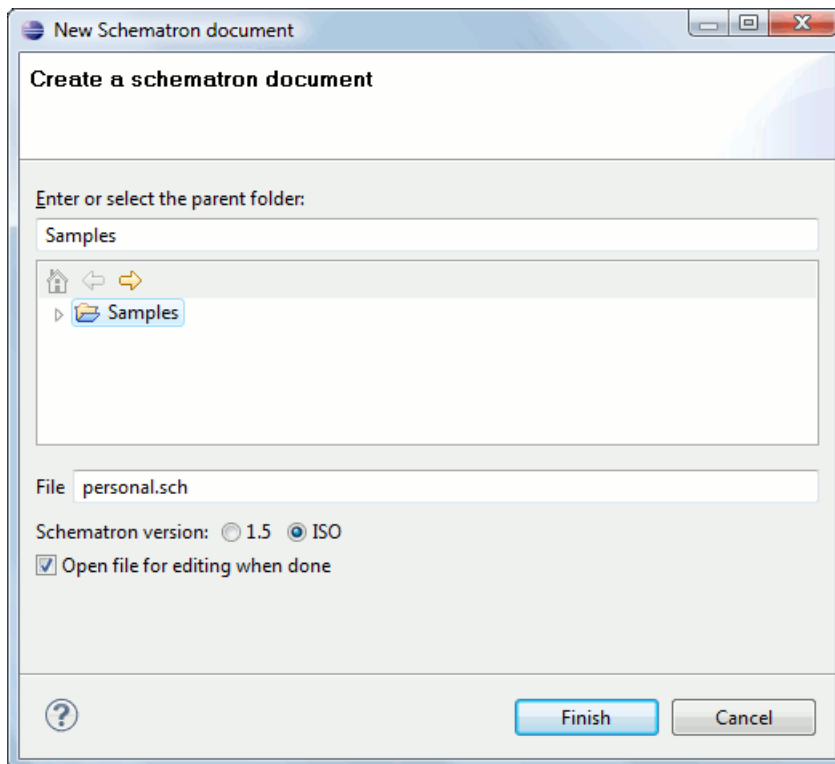 New Schematron document
Create a schematron document
Enter or select the parent folder:
Samples
Samples
File personal.sch
Schematron version: 1.5 ISO
Open file for editing when done
? Finish Cancel